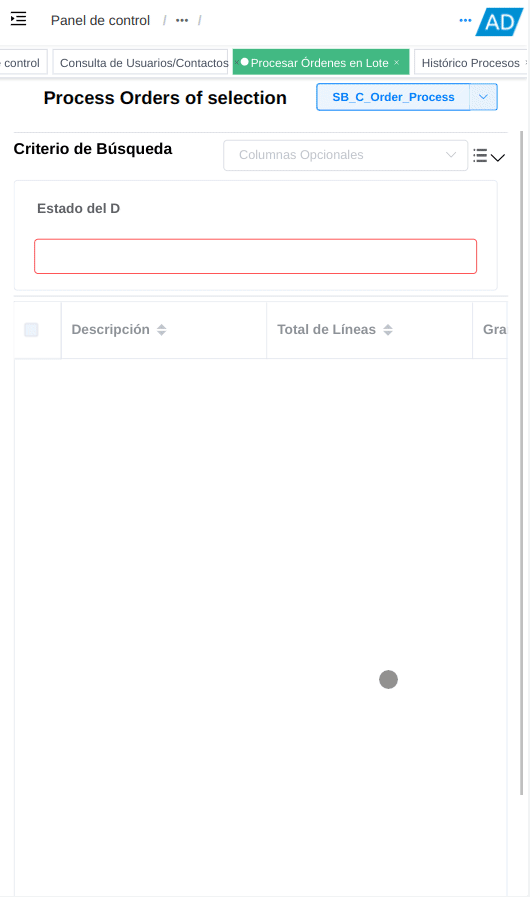 Panel de control / ••• / ••• AD
control Consulta de Usuarios/Contactos × Procesar Órdenes en Lote × Histórico Procesos
Process Orders of selection SB_C_Order_Process
Criterio de Búsqueda Columnas Opcionales
Estado del D
Descripción Total de Líneas Gra